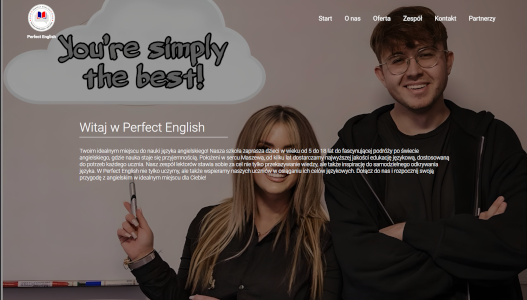 Start O nas Oferta Zespół Kontakt Partnerzy
Perfect English
You're simply
the best!
Witaj w Perfect English
Twoim idealnym miejscu do nauki języka angielskiego! Nasza szkoła zaprasza dzieci w wieku od 5 do 18 lat do fascynującej podróży po świecie
angielskiego, gdzie nauka staje się przyjemnością. Położeni w sercu Maszewa, od kilku lat dostarczamy najwyższej jakości edukację językową, dostosowaną
do potrzeb każdego ucznia. Nasz zespół lektorów stawia sobie za cel nie tylko przekazywanie wiedzy, ale także inspirację do samodzielnego odkrywania
języka. W Perfect English nie tylko uczymy, ale także wspieramy naszych uczniów w osiąganiu ich celów językowych. Dołącz do nas i rozpocznij swoją
przygodę z angielskim w idealnym miejscu dla Ciebie!